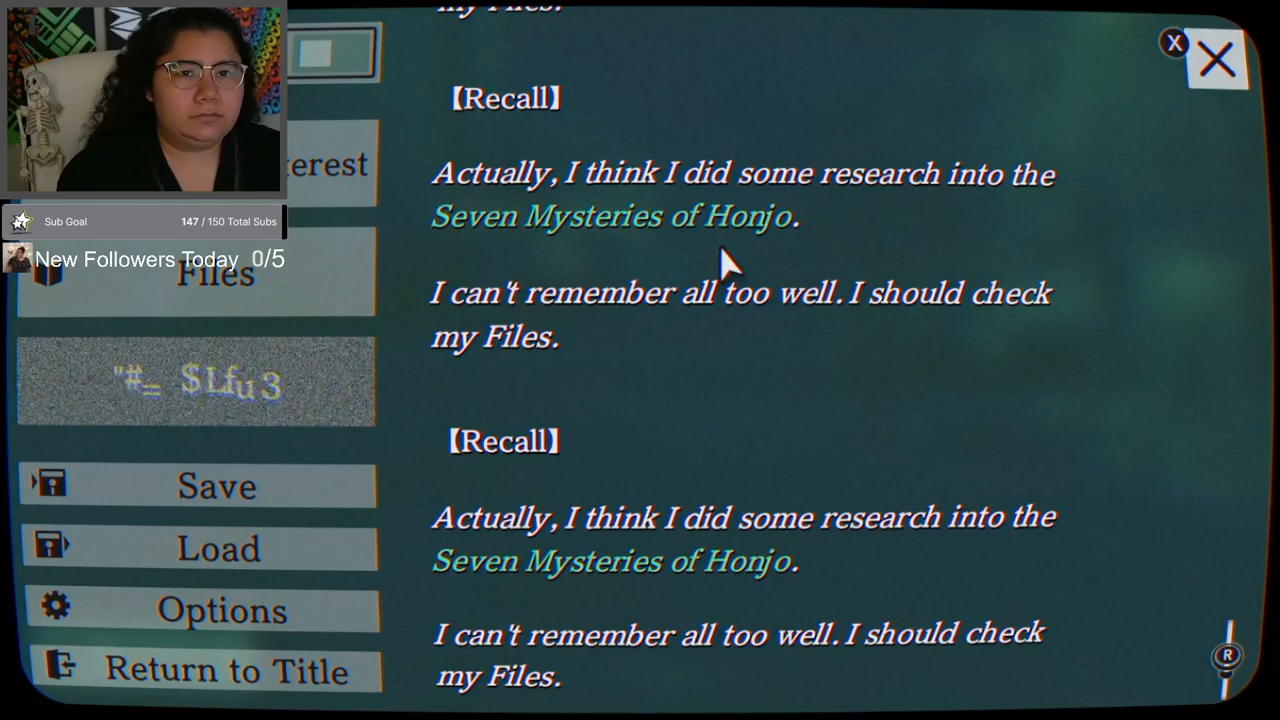 my Files.
X
【Recall】
terest
Actually, I think I did some research into the
Seven Mysteries of Honjo.
Sub Goal 147 / 150 Total Subs
New Followers Today 0/5
Files
I can't remember all too well. I should check
my Files.
"#= $Lfu3
【Recall】
Save
Actually, I think I did some research into the
Load
Seven Mysteries of Honjo.
Options
I can't remember all too well. I should check
my Files.
Return to Title
R